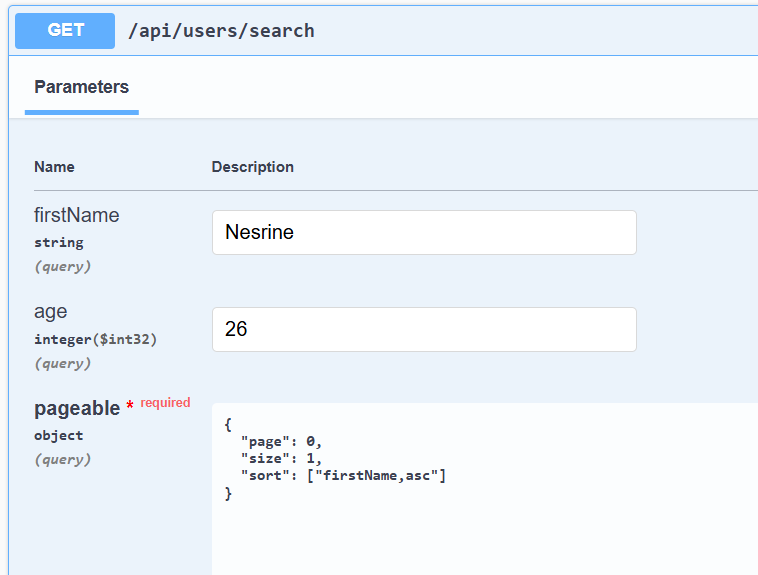 GET /api/users/search
Parameters
Name Description
firstName
string
(query)
Nesrine
age
integer($int32)
(query)
26
pageable * required
object
(query)
{
  "page": 0,
  "size": 1,
  "sort": ["firstName,asc"]
}